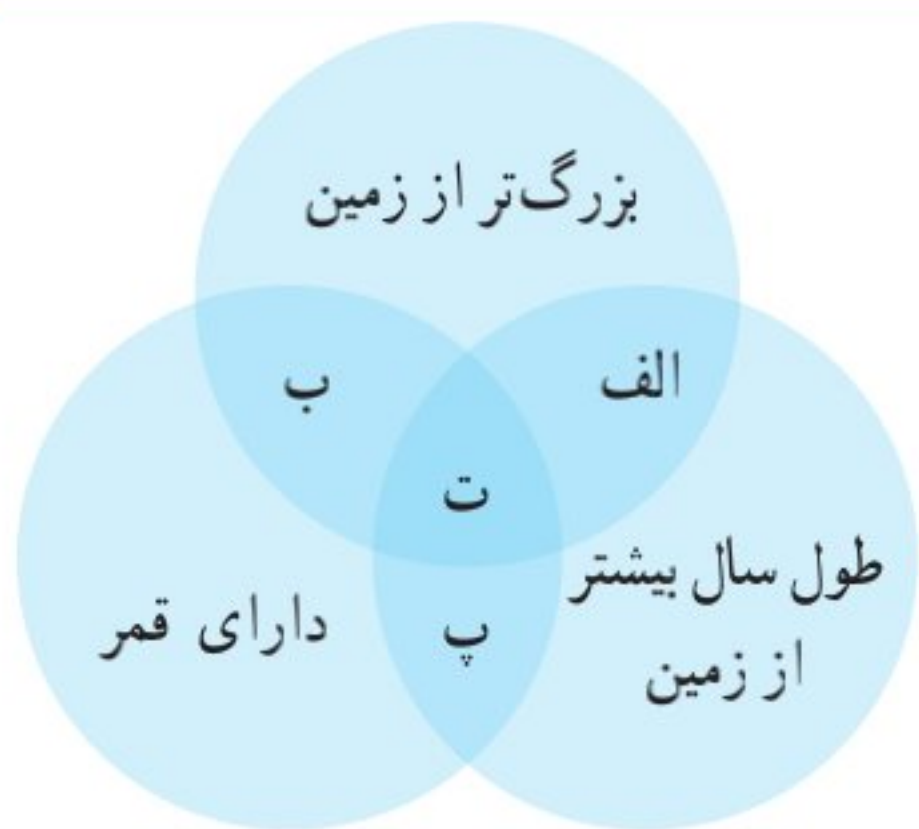 بزرگ‌تر از زمین
الف
ب
ت
طول سال بیشتر
از زمین
دارای قمر
پ